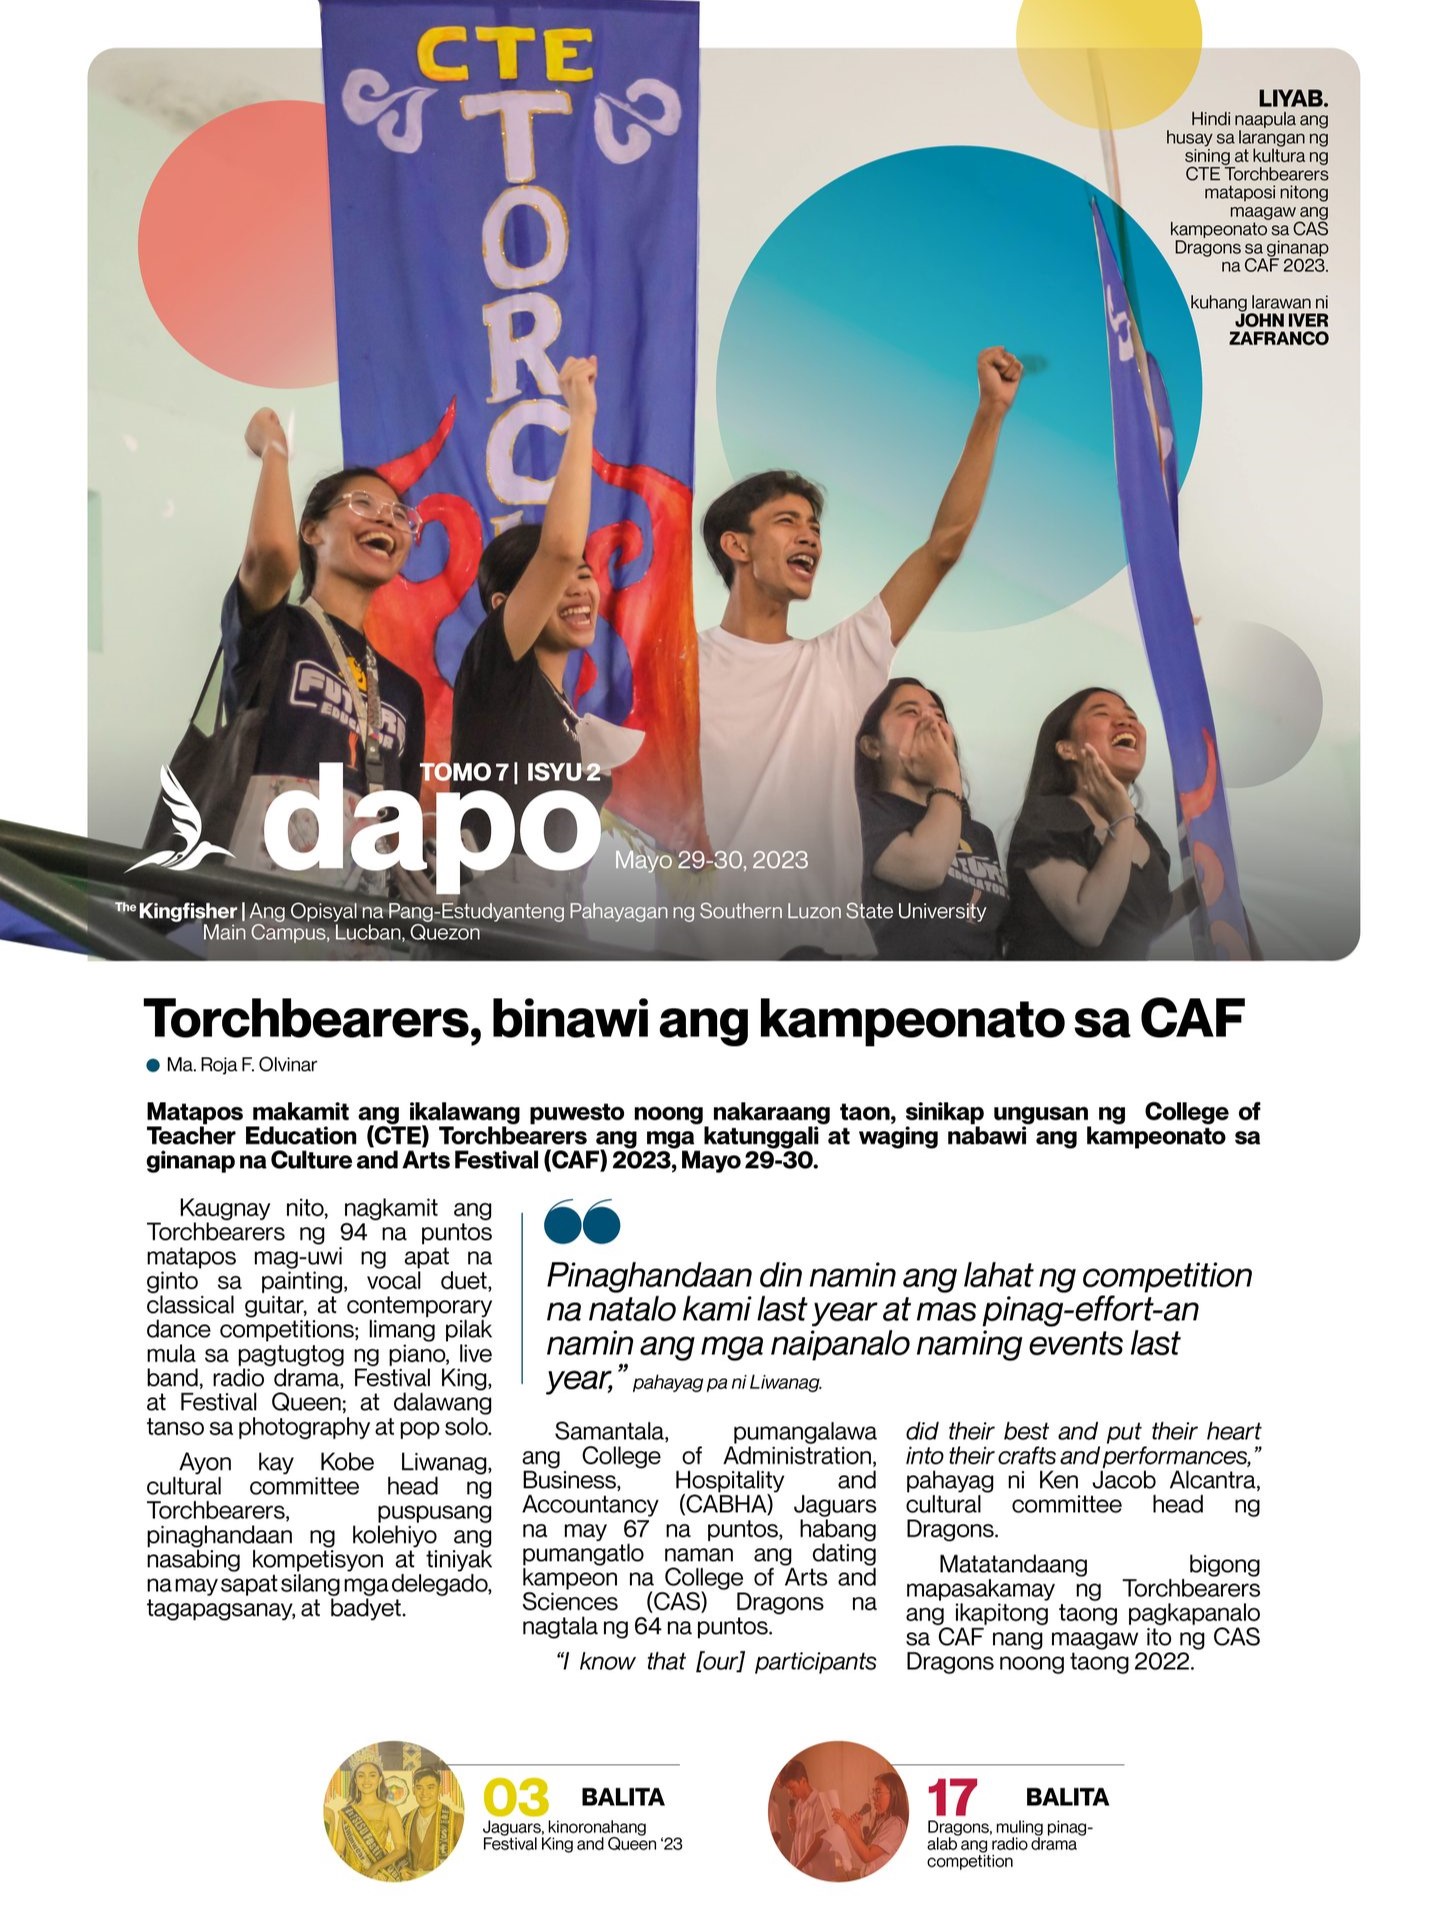 CTE
TORC
LIYAB.
Hindi naapula ang
husay sa larangan ng
sining at kultura ng
CTE Torchbearers
mataposi nitong
maagaw ang
kampeonato sa CAS
Dragons sa ginanap
na CAF 2023.
kuhang larawan ni
JOHN IVER
ZAFRANCO
FUTURE
EDUCATOR
TOMO 7 | ISYU 2
dapo
Mayo 29-30, 2023
The Kingfisher | Ang Opisyal na Pang-Estudyanteng Pahayagan ng Southern Luzon State University
Main Campus, Lucban, Quezon
Torchbearers, binawi ang kampeonato sa CAF
Ma. Roja F. Olvinar
Matapos makamit ang ikalawang puwesto noong nakaraang taon, sinikap ungusan ng College of
Teacher Education (CTE) Torchbearers ang mga katunggali at waging nabawi ang kampeonato sa
ginanap na Culture and Arts Festival (CAF) 2023, Mayo 29-30.
Kaugnay nito, nagkamit ang
Torchbearers ng 94 na puntos
matapos mag-uwi ng apat na
ginto sa painting, vocal duet,
classical guitar, at contemporary
dance competitions; limang pilak
mula sa pagtugtog ng piano, live
band, radio drama, Festival King,
at Festival Queen; at dalawang
tanso sa photography at pop solo.
Ayon kay Kobe Liwanag,
cultural committee head ng
Torchbearers, puspusang
pinaghandaan ng kolehiyo ang
nasabing kompetisyon at tiniyak
na may sapat silang mga delegado,
tagapagsanay, at badyet.
Pinaghandaan din namin ang lahat ng competition
na natalo kami last year at mas pinag-effort-an
namin ang mga naipanalo naming events last
year,” pahayag pa ni Liwanag.
Samantala, pumangalawa
ang College of Administration,
Business, Hospitality and
Accountancy (CABHA) Jaguars
na may 67 na puntos, habang
pumangatlo naman ang dating
kampeon na College of Arts and
Sciences (CAS) Dragons na
nagtala ng 64 na puntos.
“I know that [our] participants
did their best and put their heart
into their crafts and performances,”
pahayag ni Ken Jacob Alcantra,
cultural committee head ng
Dragons.
Matatandaang bigong
mapasakamay ng Torchbearers
ang ikapitong taong pagkapanalo
sa CAF nang maagaw ito ng CAS
Dragons noong taong 2022.
03 BALITA
Jaguars, kinoronahang
Festival King and Queen ‘23
17 BALITA
Dragons, muling pinag-
alab ang radio drama
competition